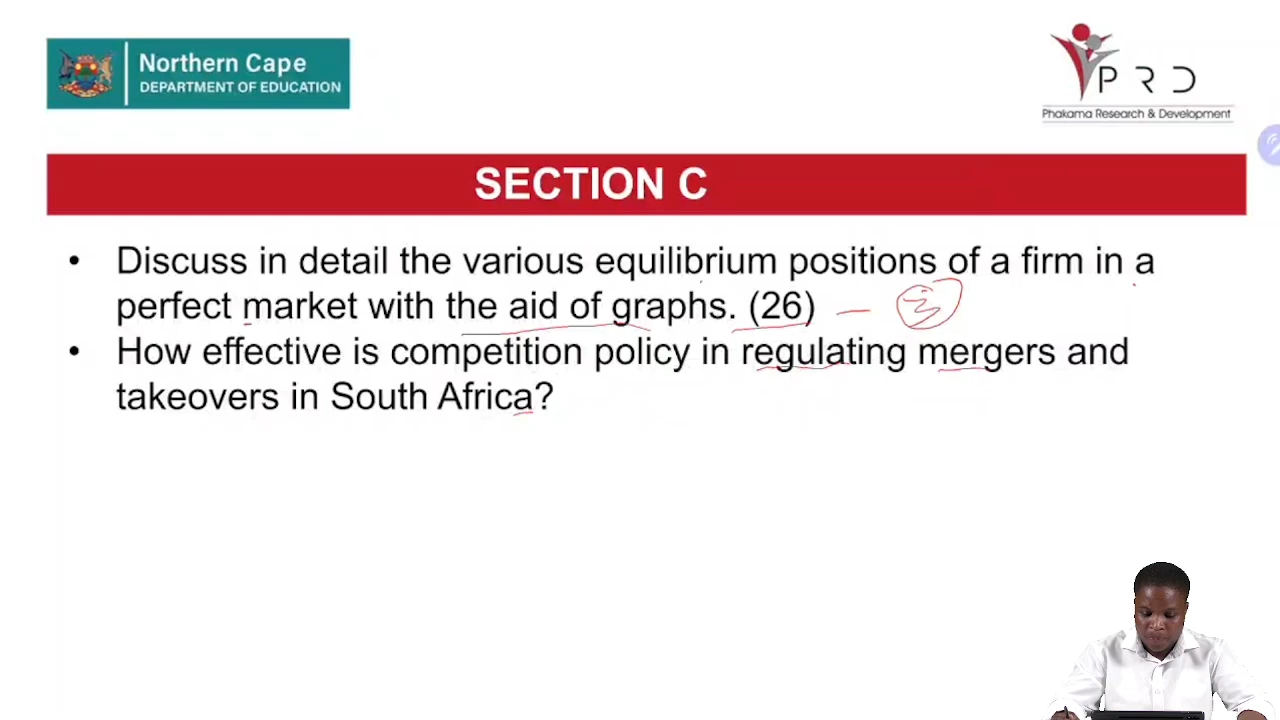 Northern Cape
DEPARTMENT OF EDUCATION
PRD
Phakama Research & Development
SECTION C
• Discuss in detail the various equilibrium positions of a firm in a
perfect market with the aid of graphs. (26) — 3
• How effective is competition policy in regulating mergers and
takeovers in South Africa?